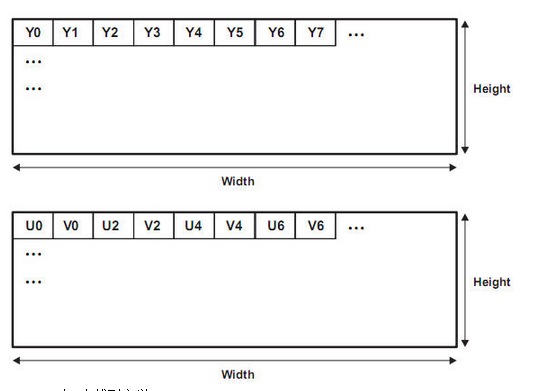 Y0 Y1 Y2 Y3 Y4 Y5 Y6 Y7 ...
...
...
Height
Width
U0 V0 U2 V2 U4 V4 U6 V6 ...
...
...
Height
Width